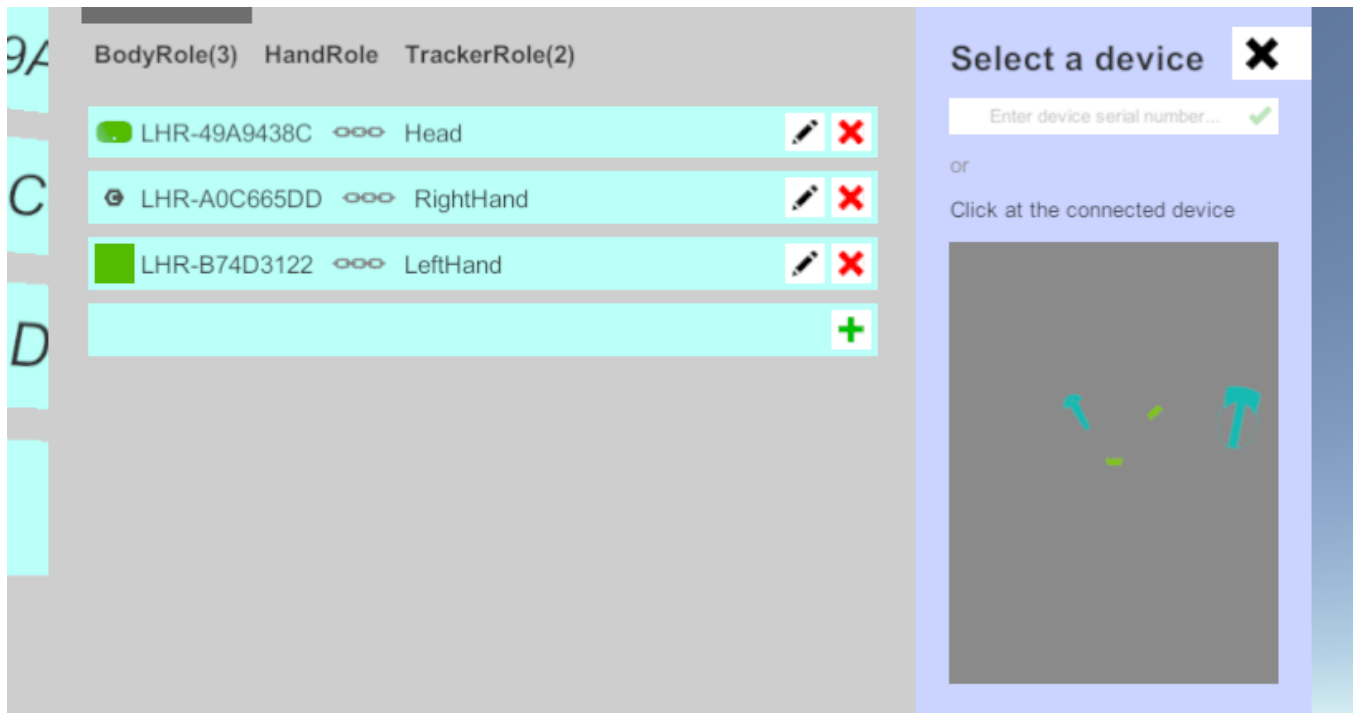 9A
C
D
BodyRole(3) HandRole TrackerRole(2)
LHR-49A9438C Head
LHR-A0C665DD RightHand
LHR-B74D3122 LeftHand
Select a device
Enter device serial number...
or
Click at the connected device